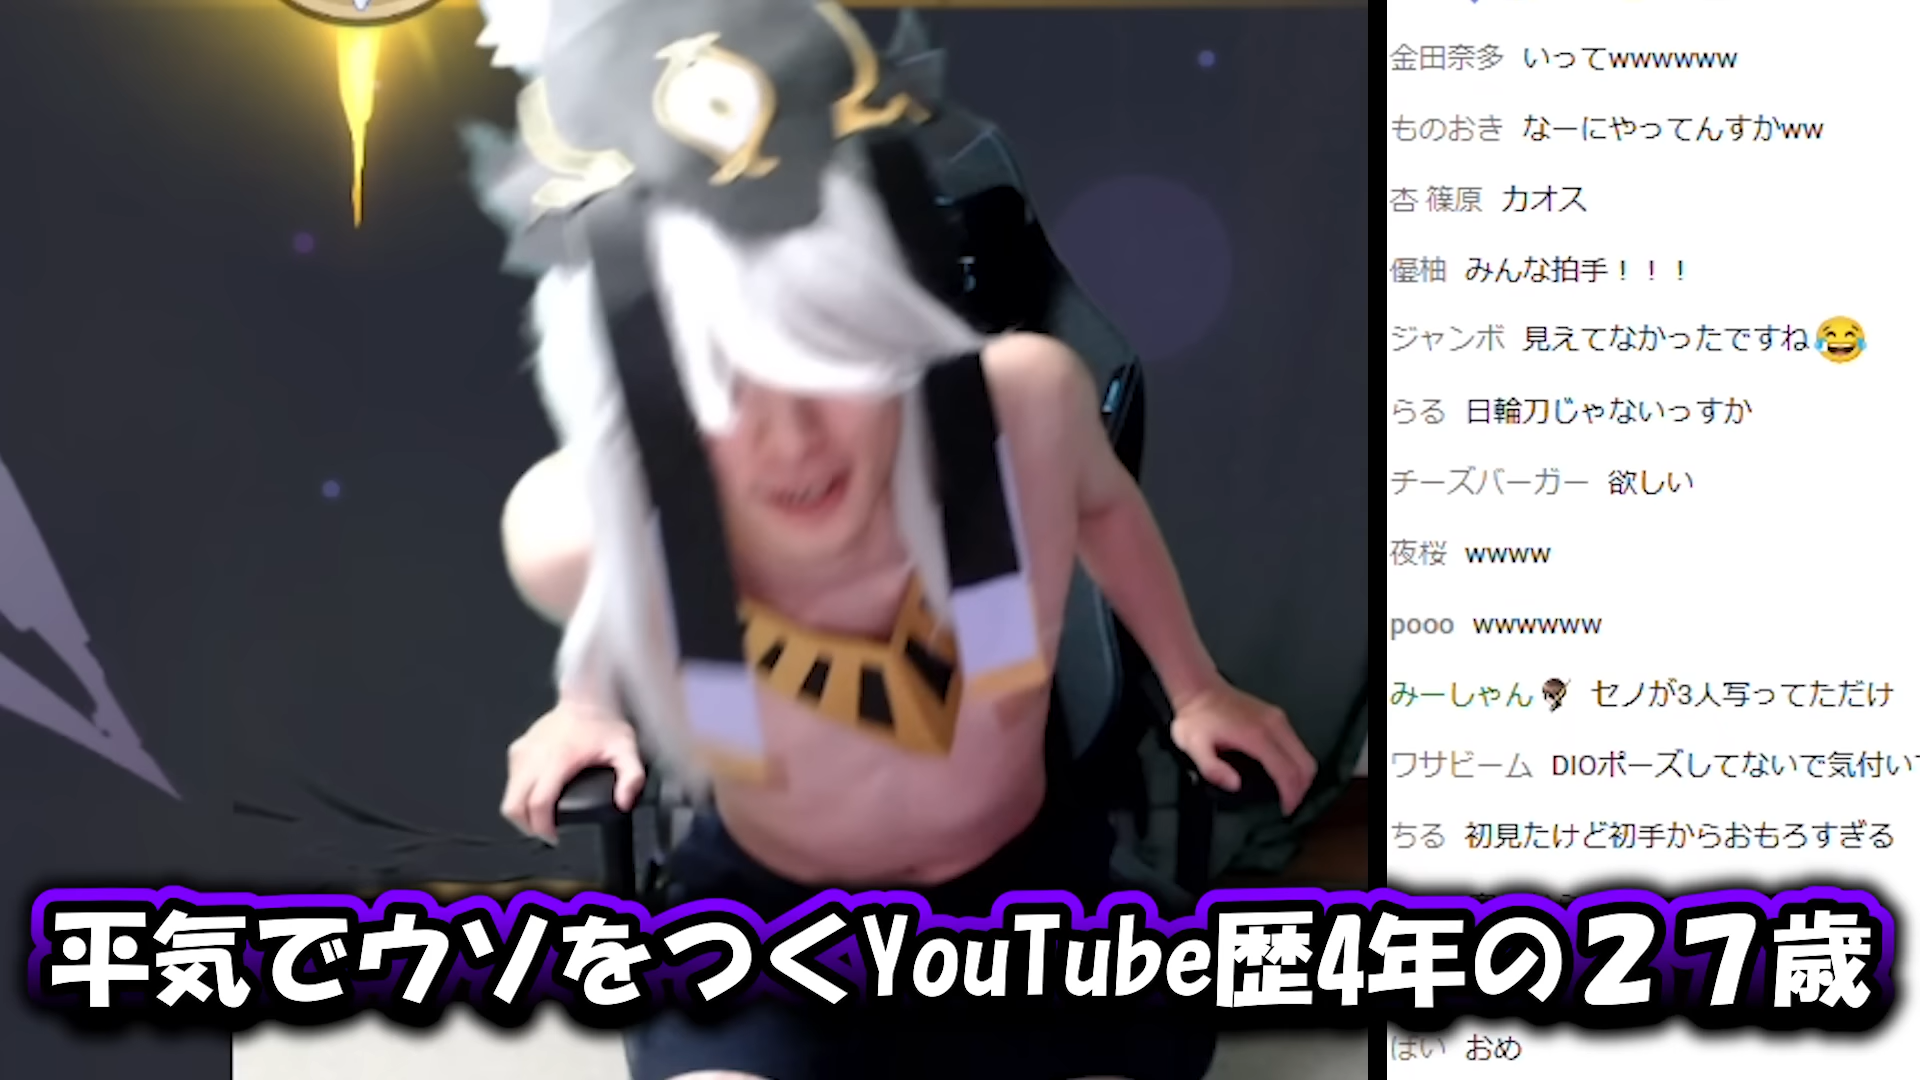 金田奈多 いってwwwwww
ものおき なーにやってんすかww
杏 篠原 カオス
優柚 みんな拍手！！！
ジャンボ 見えてなかったですね😂
らる 日輪刀じゃないっすか
チーズバーガー 欲しい
夜桜 wwww
pooo wwwwww
みーしゃん セノが3人写ってただけ
ワサビーム DIOポーズしてないで気付い
ちる 初見だけど初手からおもろすぎる
平気でウソをつくYouTube歴4年の２７歳
ばい おめ